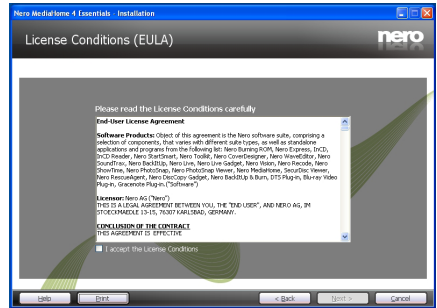 Nero MediaHome 4 Essentials - Installation
License Conditions (EULA)
nero
Please read the License Conditions carefully
End-User License Agreement
Software Products: Object of this agreement is the Nero software suite, comprising a
selection of components, that varies with different suite types, as well as standalone
applications and programs from the following list: Nero Burning ROM, Nero Express, InCD,
InCD Reader, Nero StartSmart, Nero Toolkit, Nero CoverDesigner, Nero WaveEditor, Nero
SoundTrax, Nero BackItUp, Nero Live, Nero Live Gadget, Nero Vision, Nero Recode, Nero
ShowTime, Nero PhotoSnap, Nero PhotoSnap Viewer, Nero MediaHome, SecurDisc Viewer,
Nero RescueAgent, Nero DiscCopy Gadget, Nero BackItUp & Burn, DTS Plug-in, Blu-ray Video
Plug-in, Gracenote Plug-in.("Software")
Licensor: Nero AG ("Nero")
THIS IS A LEGAL AGREEMENT BETWEEN YOU, THE "END USER", AND NERO AG, IM
STOECKMAEDLE 13-15, 76307 KARLSBAD, GERMANY.
CONCLUSION OF THE CONTRACT
THIS AGREEMENT IS EFFECTIVE
I accept the License Conditions
Help
Print
< Back
Next >
Cancel